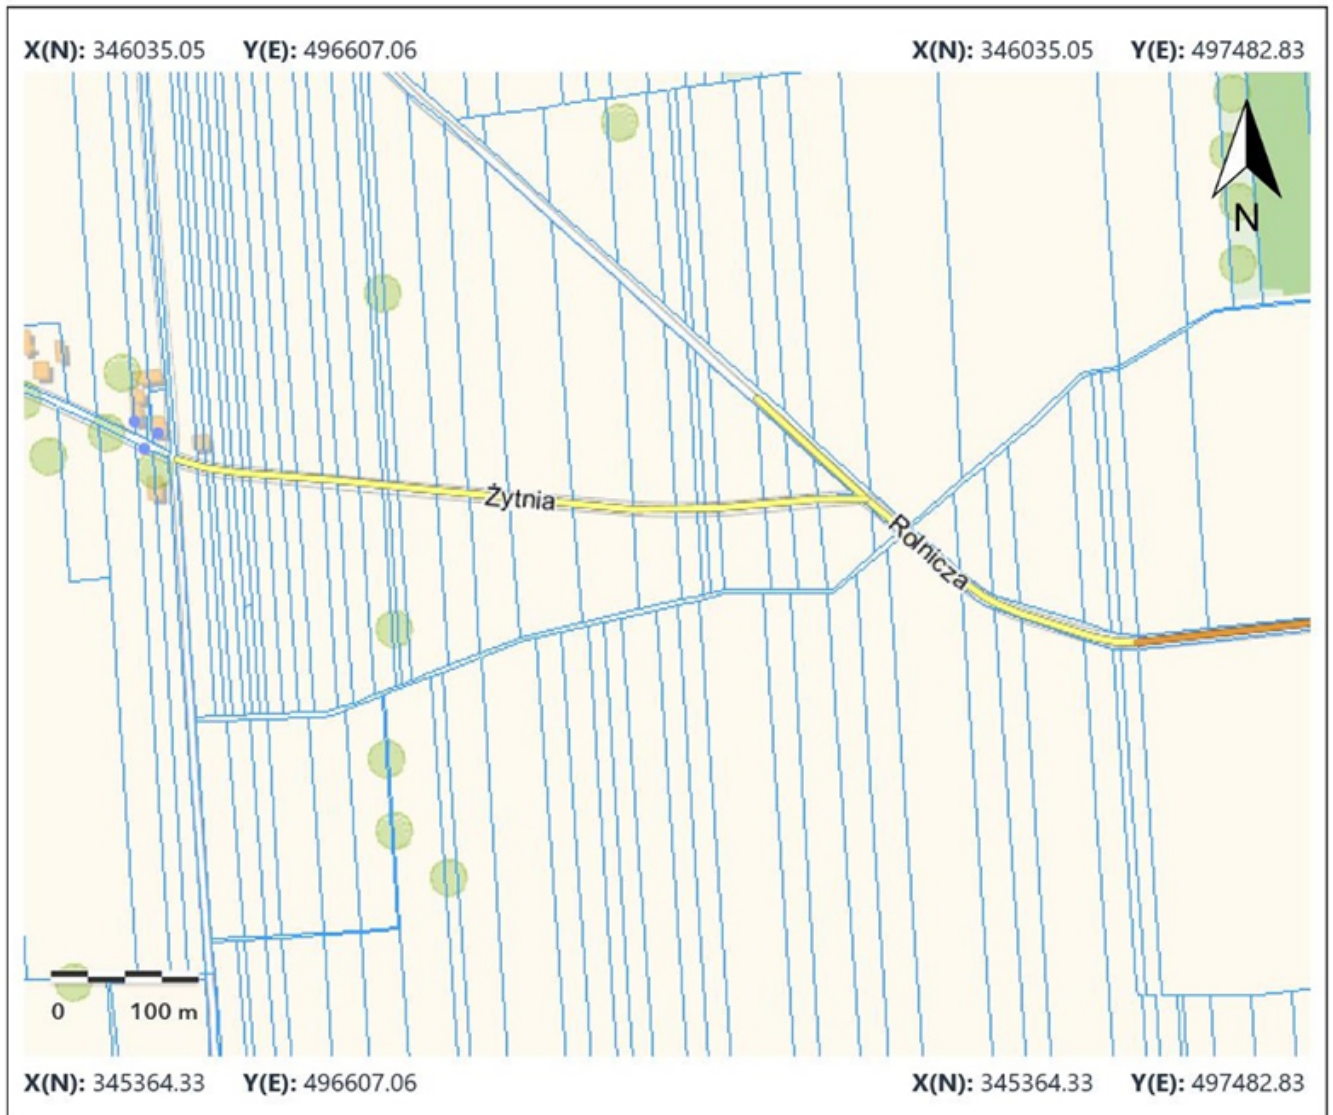 X(N): 346035.05 Y(E): 496607.06 X(N): 346035.05 Y(E): 497482.83
N
Żytnia
Rolnicza
0 100 m
X(N): 345364.33 Y(E): 496607.06 X(N): 345364.33 Y(E): 497482.83